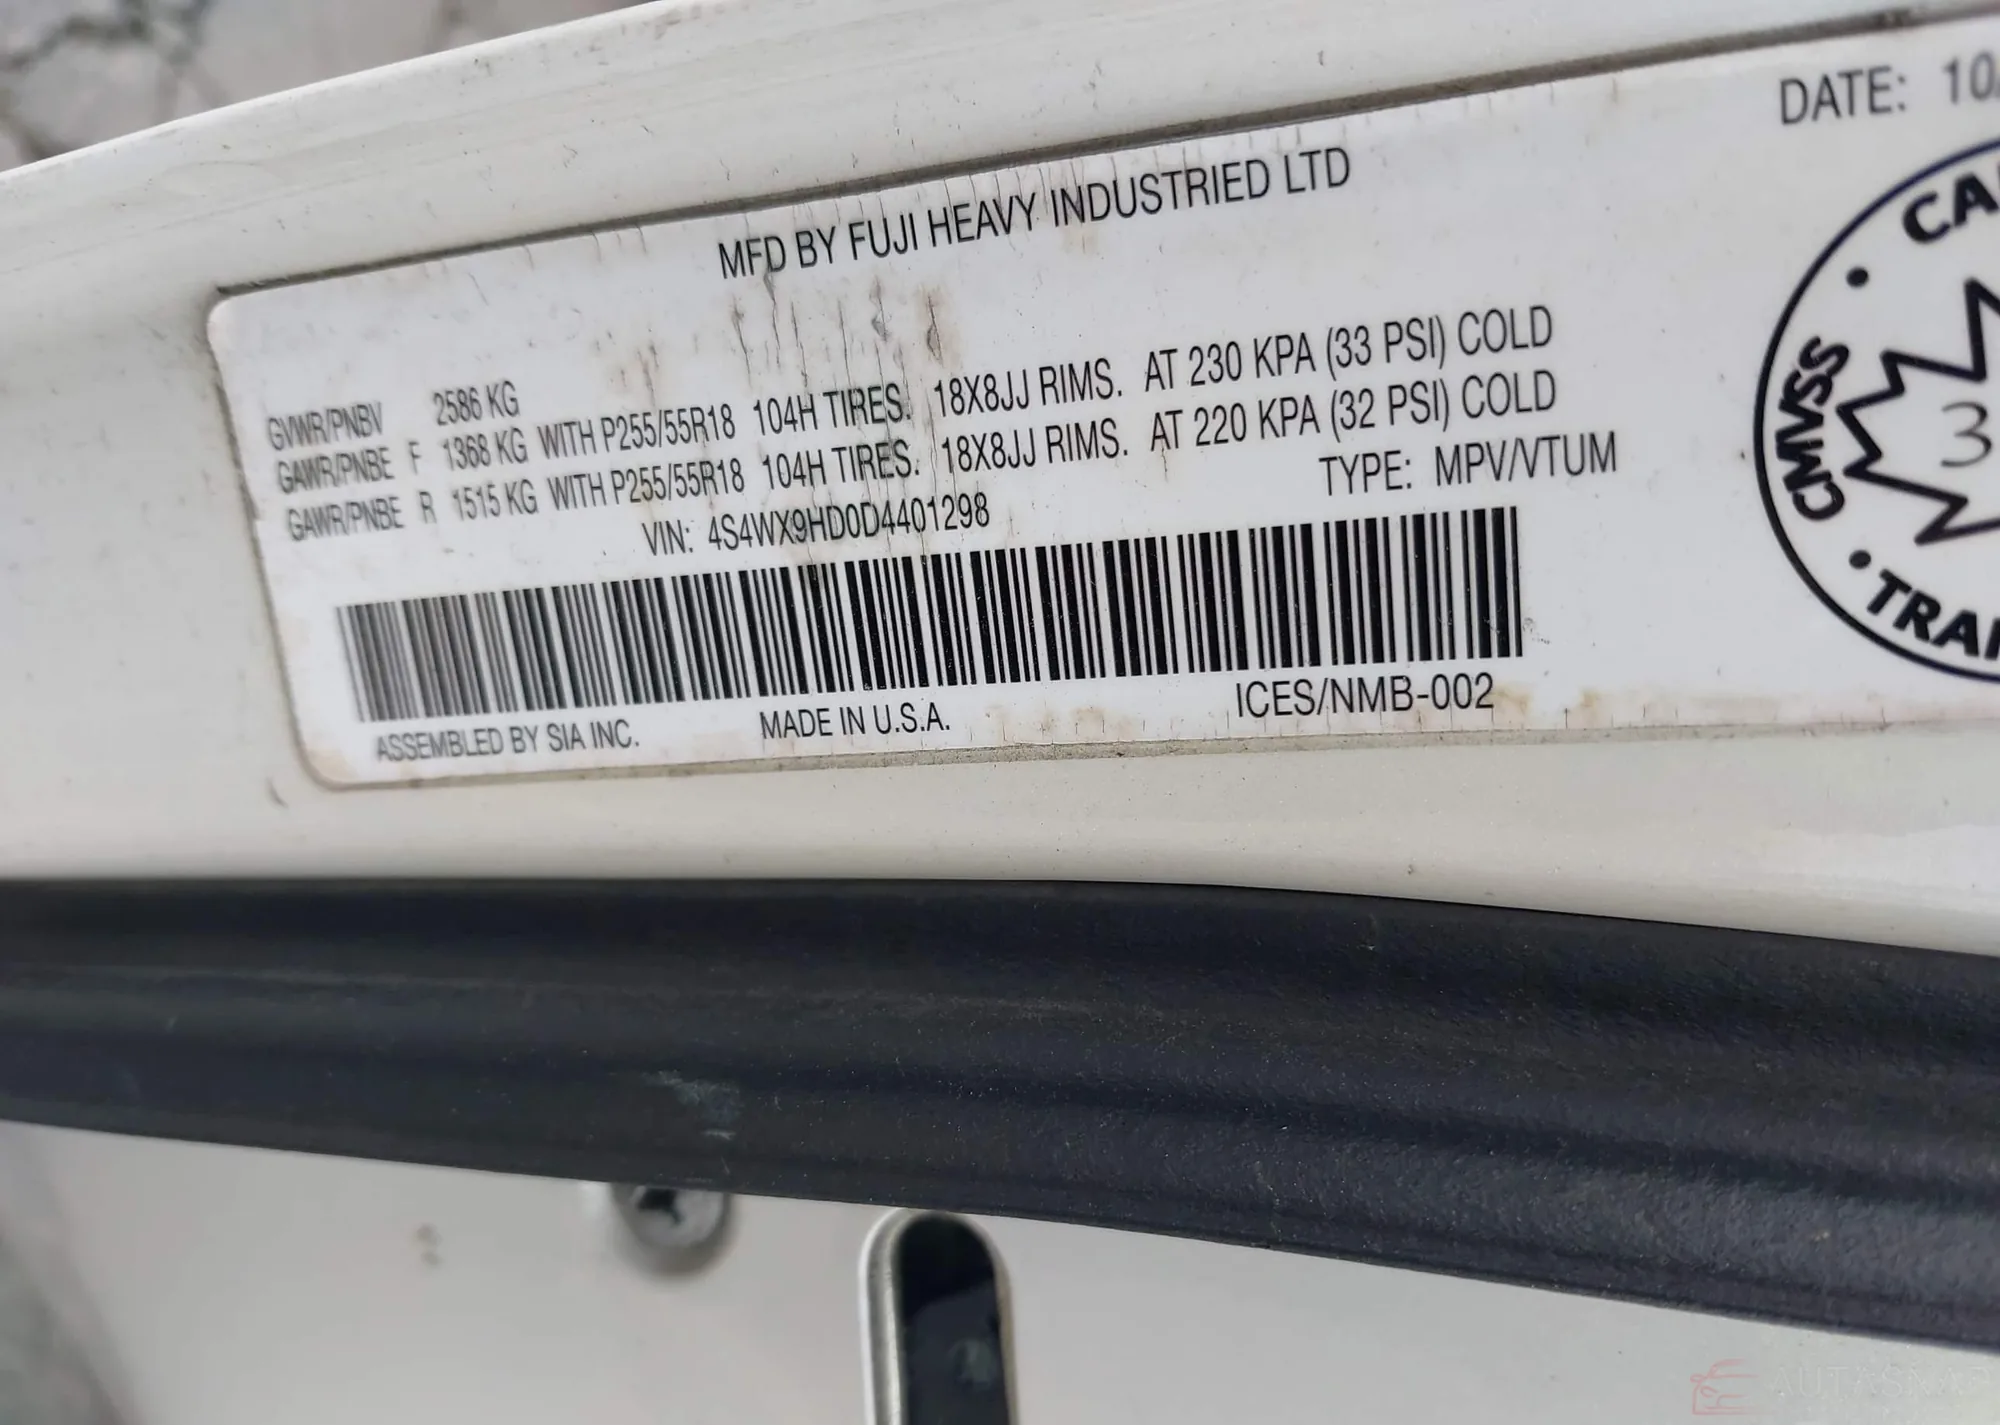 DATE: 10
MFD BY FUJI HEAVY INDUSTRIED LTD
GVWR/PNBV 2586 KG
GAWR/PNBE F 1368 KG WITH P255/55R18 104H TIRES. 18X8JJ RIMS. AT 230 KPA (33 PSI) COLD
GAWR/PNBE R 1515 KG WITH P255/55R18 104H TIRES. 18X8JJ RIMS. AT 220 KPA (32 PSI) COLD
VIN: 4S4WX9HD0D4401298
TYPE: MPV/VTUM
ASSEMBLED BY SIA INC. MADE IN U.S.A. ICES/NMB-002
CMVSS
3